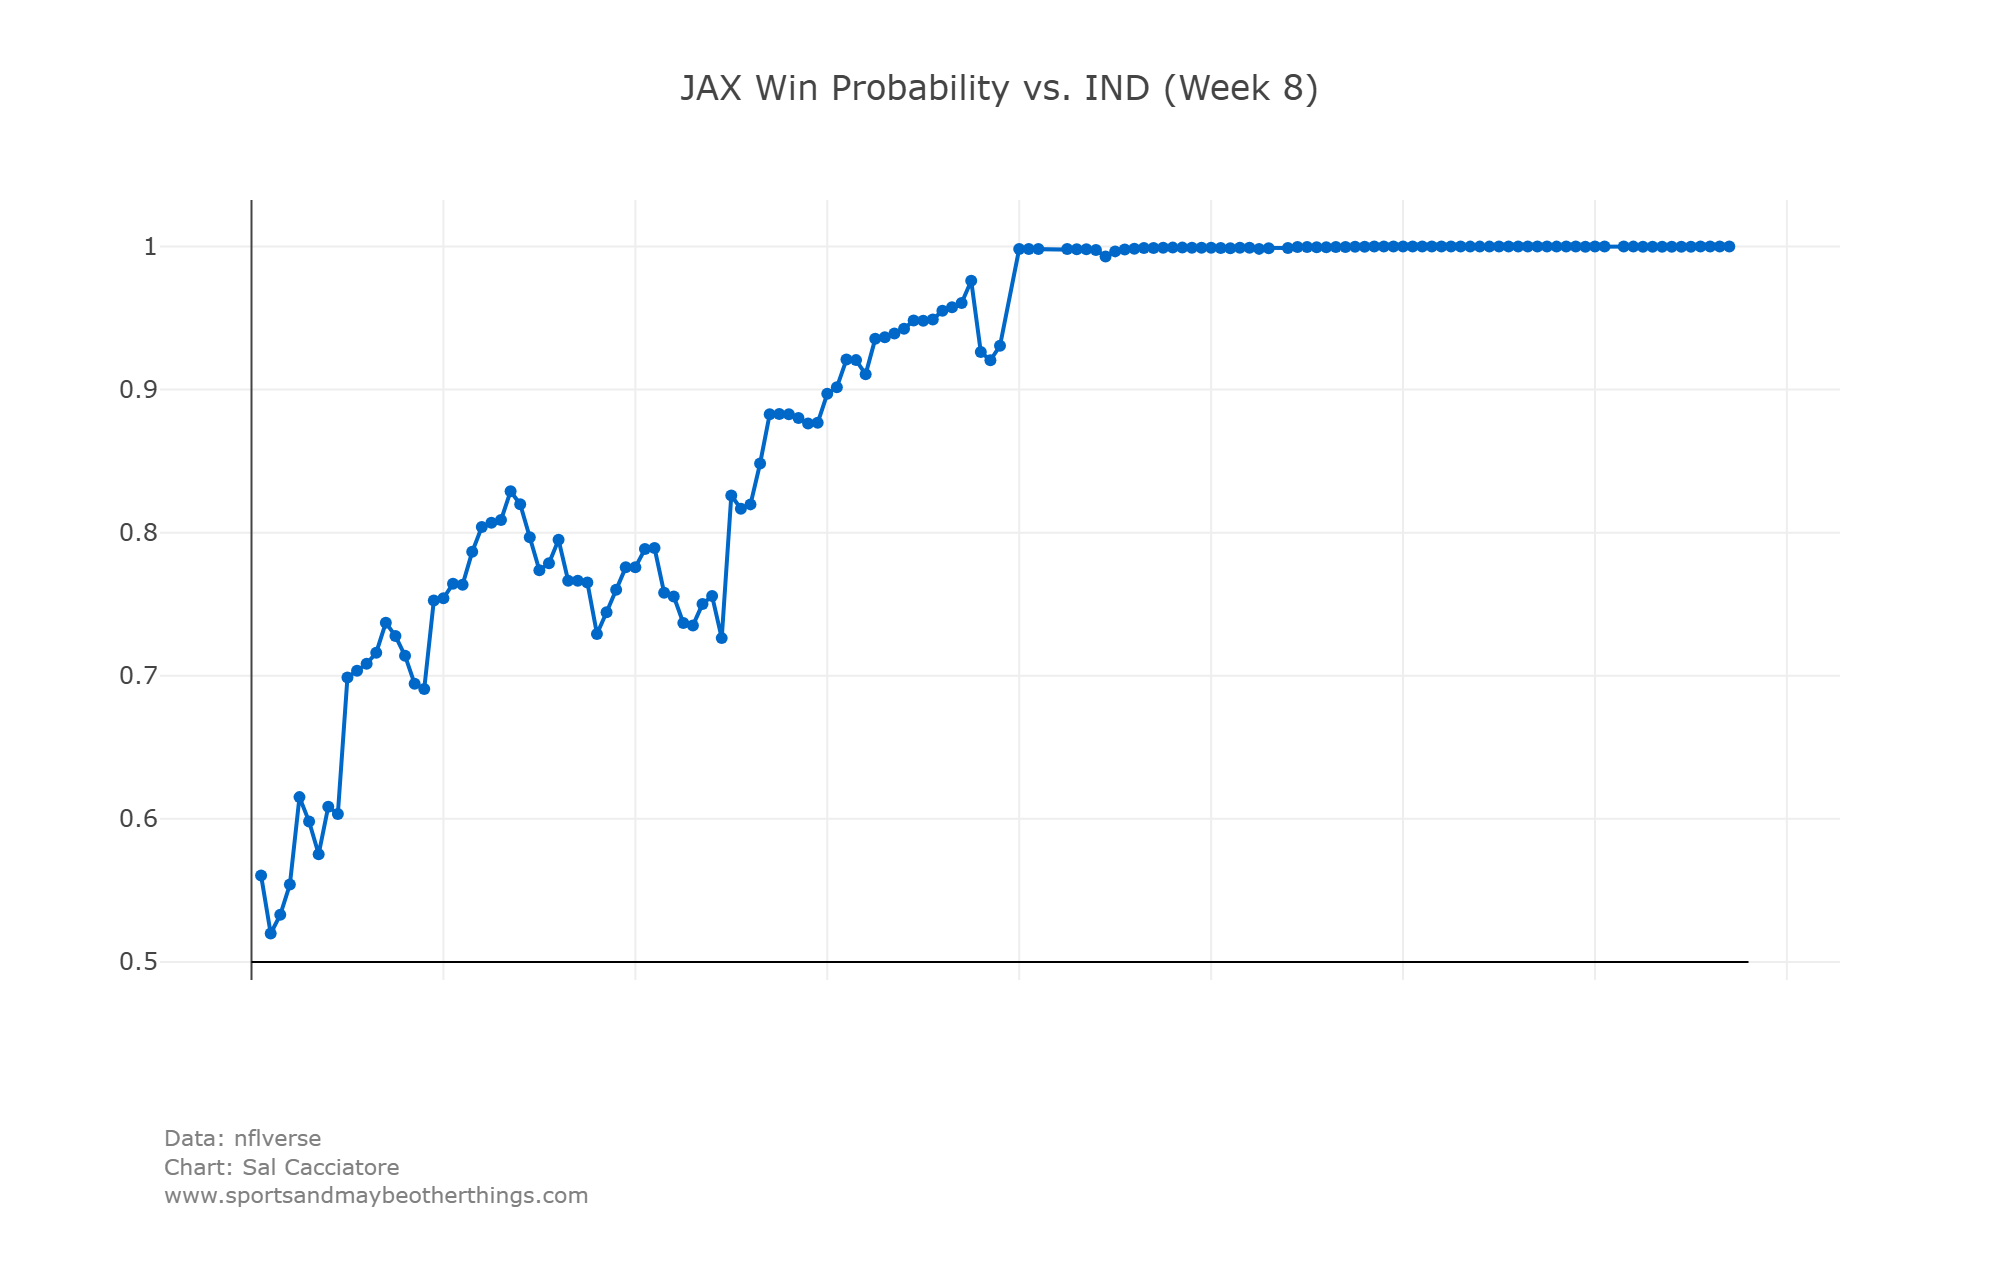 JAX Win Probability vs. IND (Week 8)
1
0.9
0.8
0.7
0.6
0.5
Data: nflverse
Chart: Sal Cacciatore
www.sportsandmaybeotherthings.com